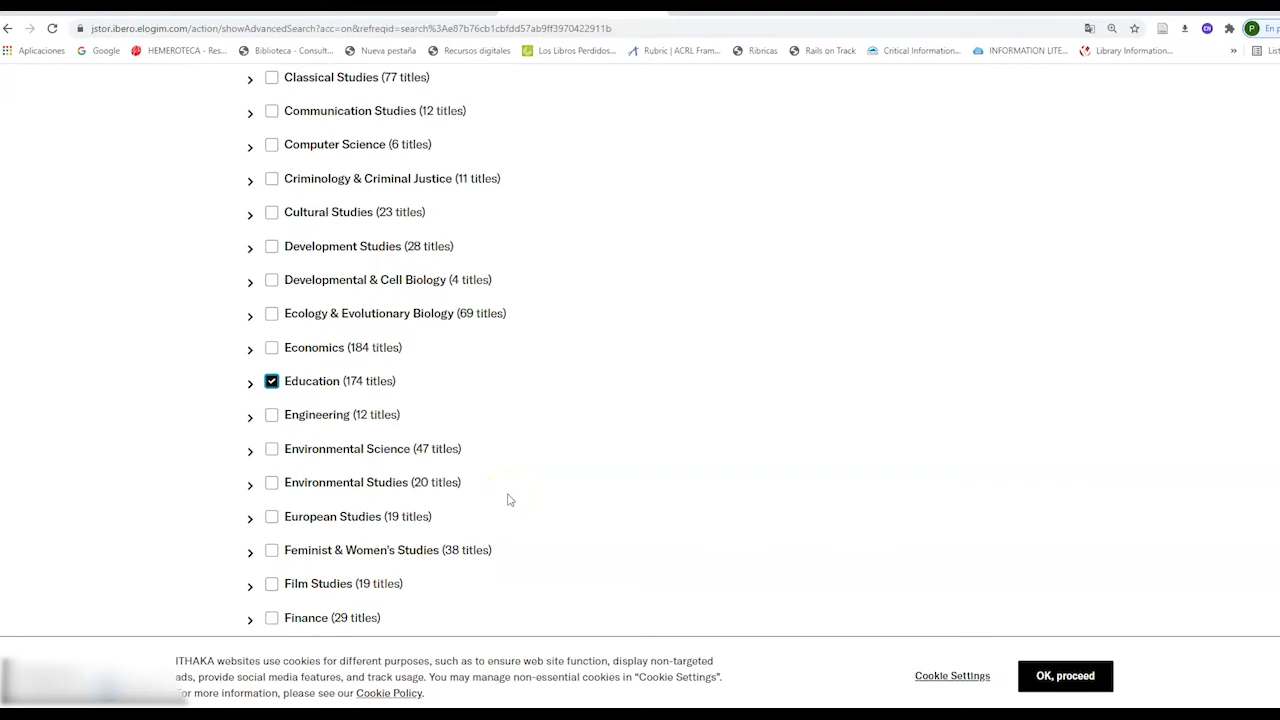 jstor.ibero.elogim.com/action/showAdvancedSearch?acc=on&refreqid=search%3Ae87b76cb1cbfdd57ab9ff3970422911b
EN
P
En p
Aplicaciones
Google
HEMEROTECA - Res...
Biblioteca - Consult...
Nueva pestaña
Recursos digitales
Los Libros Perdidos...
Rubric | ACRL Fram...
Rúbricas
Rails on Track
Critical Information...
INFORMATION LITE...
Library Information...
»
List
Classical Studies (77 titles)
Communication Studies (12 titles)
Computer Science (6 titles)
Criminology & Criminal Justice (11 titles)
Cultural Studies (23 titles)
Development Studies (28 titles)
Developmental & Cell Biology (4 titles)
Ecology & Evolutionary Biology (69 titles)
Economics (184 titles)
Education (174 titles)
Engineering (12 titles)
Environmental Science (47 titles)
Environmental Studies (20 titles)
European Studies (19 titles)
Feminist & Women's Studies (38 titles)
Film Studies (19 titles)
Finance (29 titles)
ITHAKA websites use cookies for different purposes, such as to ensure web site function, display non-targeted
ads, provide social media features, and track usage. You may manage non-essential cookies in “Cookie Settings”.
For more information, please see our Cookie Policy.
Cookie Settings
OK, proceed